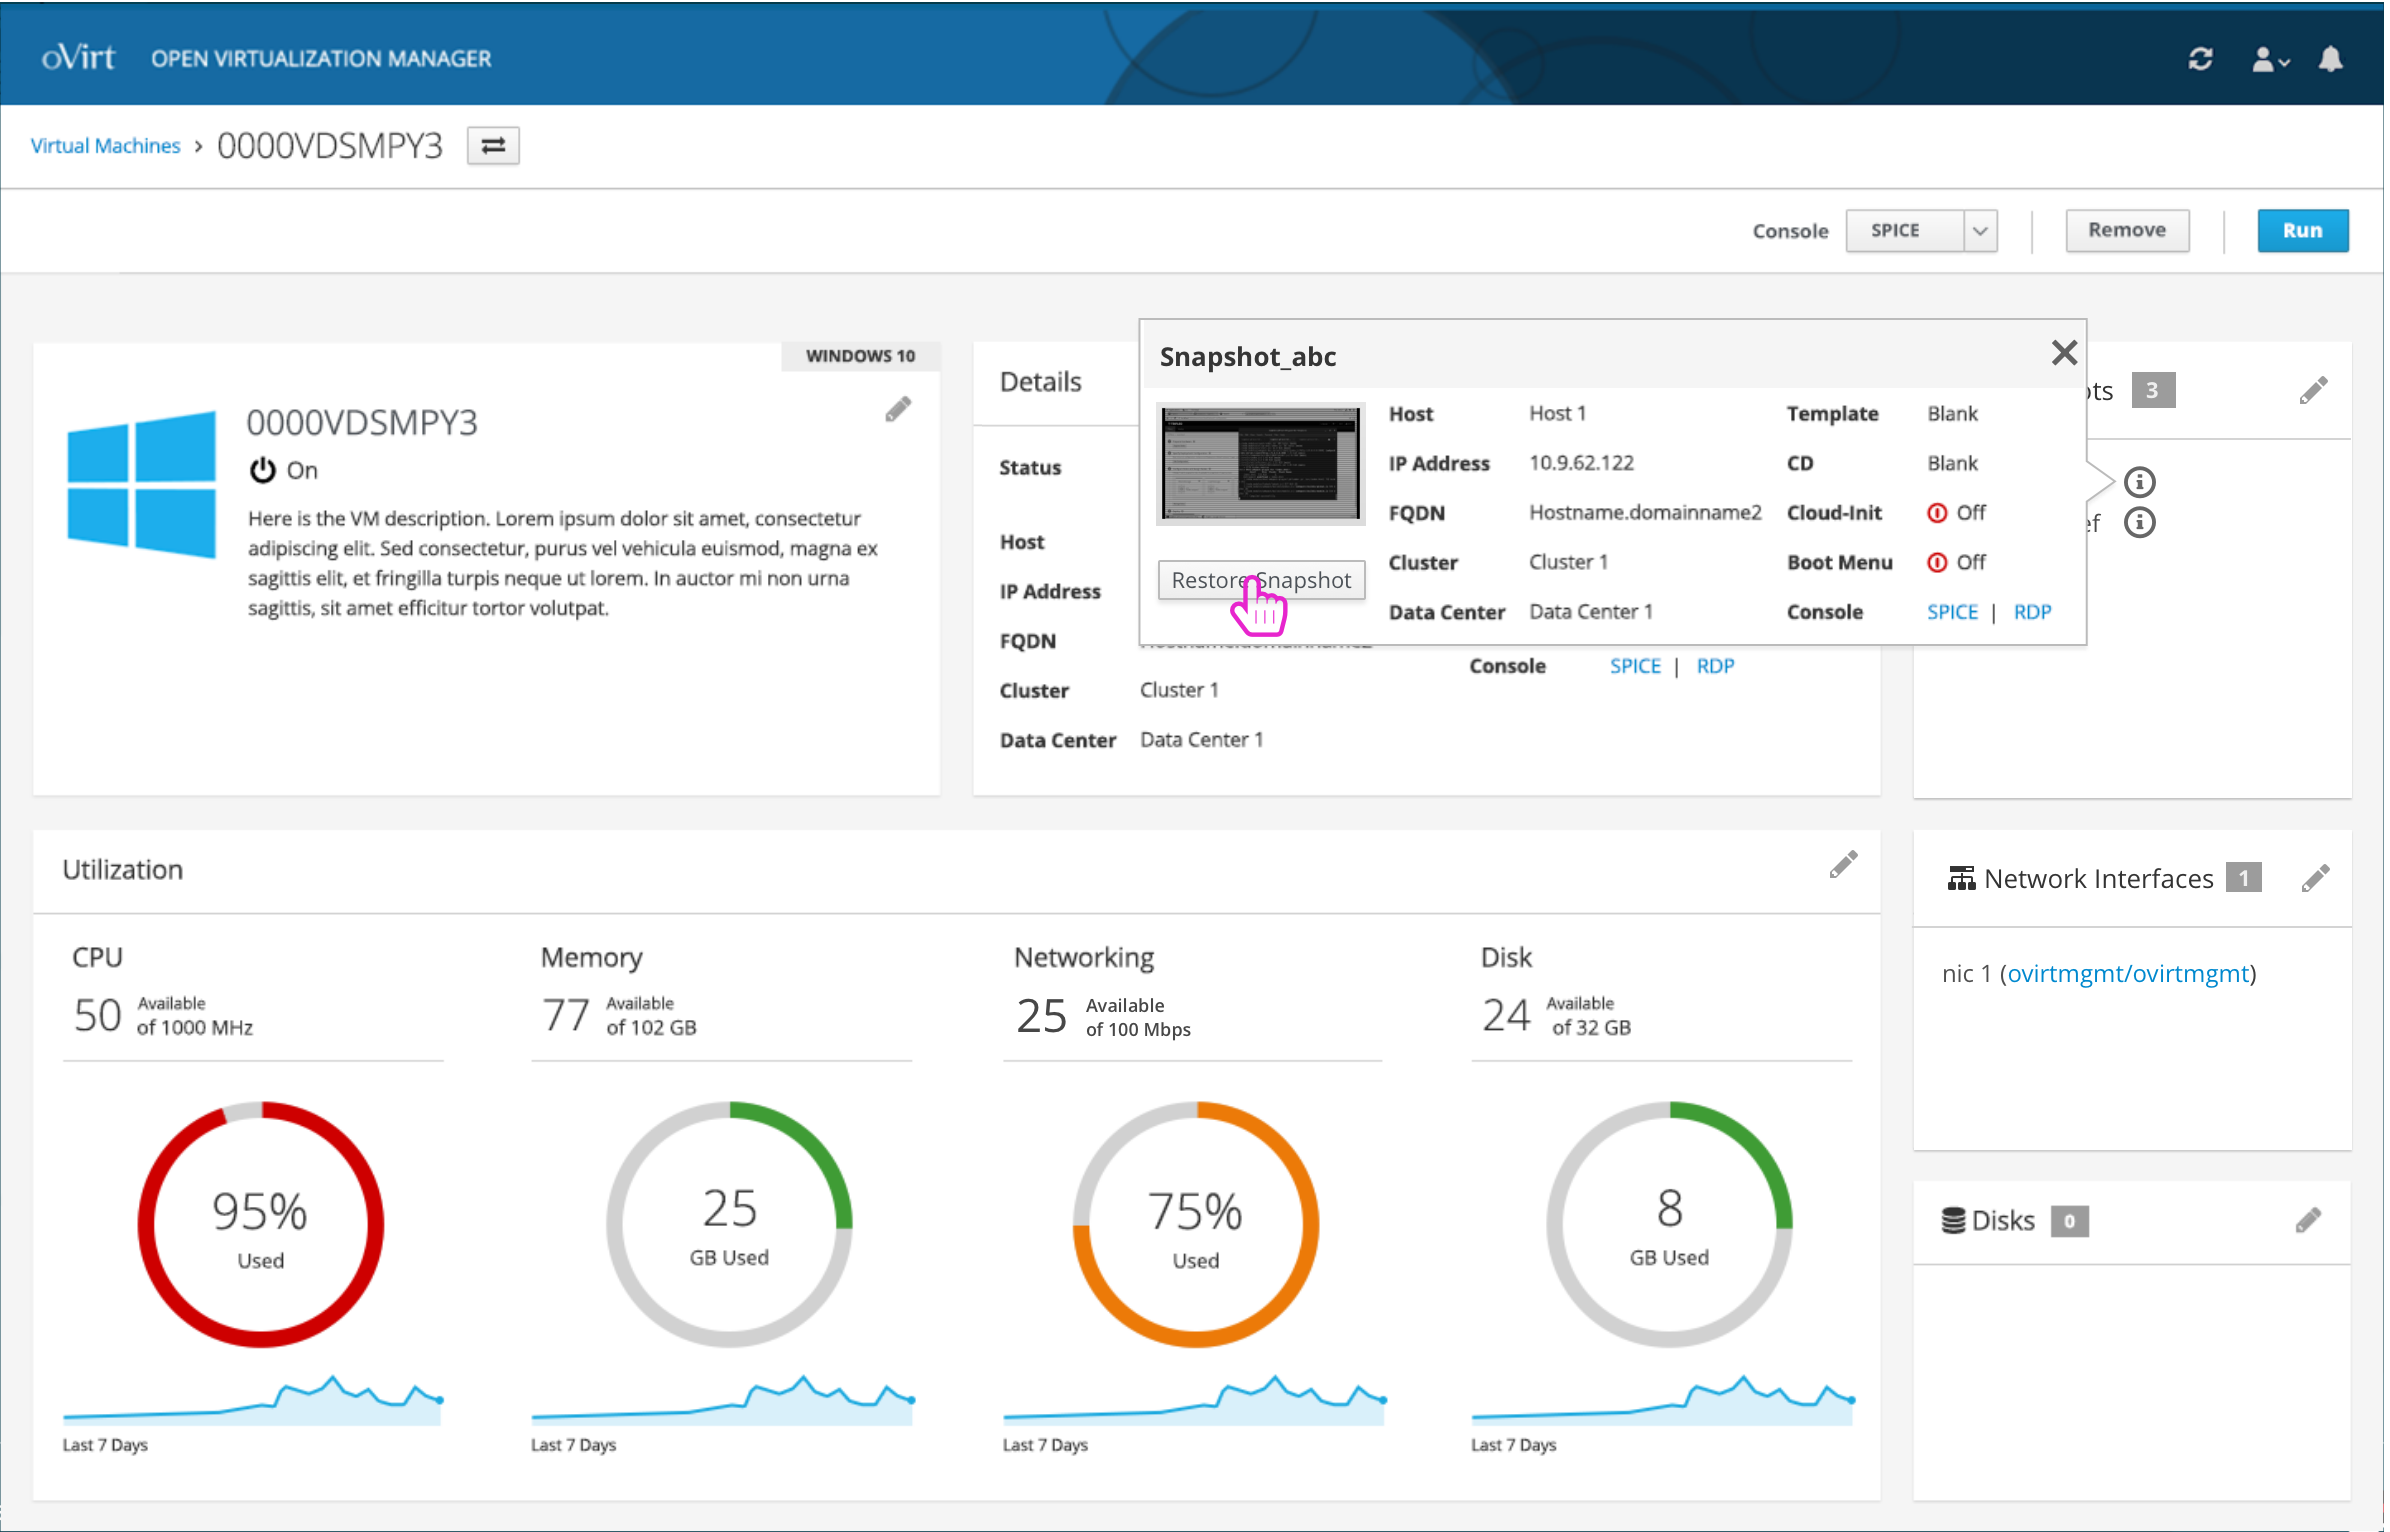 oVirt OPEN VIRTUALIZATION MANAGER
Virtual Machines › 0000VDSMPY3
Console SPICE Remove Run
WINDOWS 10
0000VDSMPY3
On
Here is the VM description. Lorem ipsum dolor sit amet, consectetur
adipiscing elit. Sed consectetur, purus vel vehicula euismod, magna ex
sagittis elit, et fringilla turpis neque ut lorem. In auctor mi non urna
sagittis, sit amet efficitur tortor volutpat.
Details
Status
Host
IP Address
FQDN
Cluster Cluster 1
Data Center Data Center 1
Console SPICE | RDP
Snapshot_abc
Restore Snapshot
Host Host 1
IP Address 10.9.62.122
FQDN Hostname.domainname2
Cluster Cluster 1
Data Center Data Center 1
Template Blank
CD Blank
Cloud-Init Off
Boot Menu Off
Console SPICE | RDP
ots 3
ef
Utilization
CPU
50 Available
of 1000 MHz
95%
Used
Last 7 Days
Memory
77 Available
of 102 GB
25
GB Used
Last 7 Days
Networking
25 Available
of 100 Mbps
75%
Used
Last 7 Days
Disk
24 Available
of 32 GB
8
GB Used
Last 7 Days
Network Interfaces 1
nic 1 (ovirtmgmt/ovirtmgmt)
Disks 0